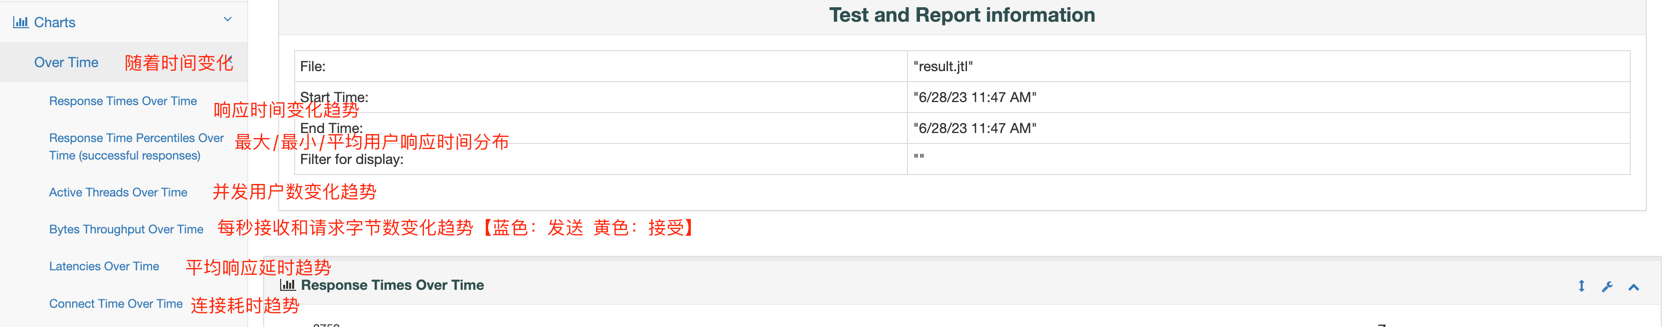 Charts
Over Time 随着时间变化
Response Times Over Time 响应时间变化趋势
Response Time Percentiles Over
Time (successful responses) 最大/最小/平均用户响应时间分布
Active Threads Over Time 并发用户数变化趋势
Bytes Throughput Over Time 每秒接收和请求字节数变化趋势【蓝色：发送 黄色：接受】
Latencies Over Time 平均响应延时趋势
Connect Time Over Time 连接耗时趋势
Test and Report information
File: "result.jtl"
Start Time: "6/28/23 11:47 AM"
End Time: "6/28/23 11:47 AM"
Filter for display: ""
Response Times Over Time